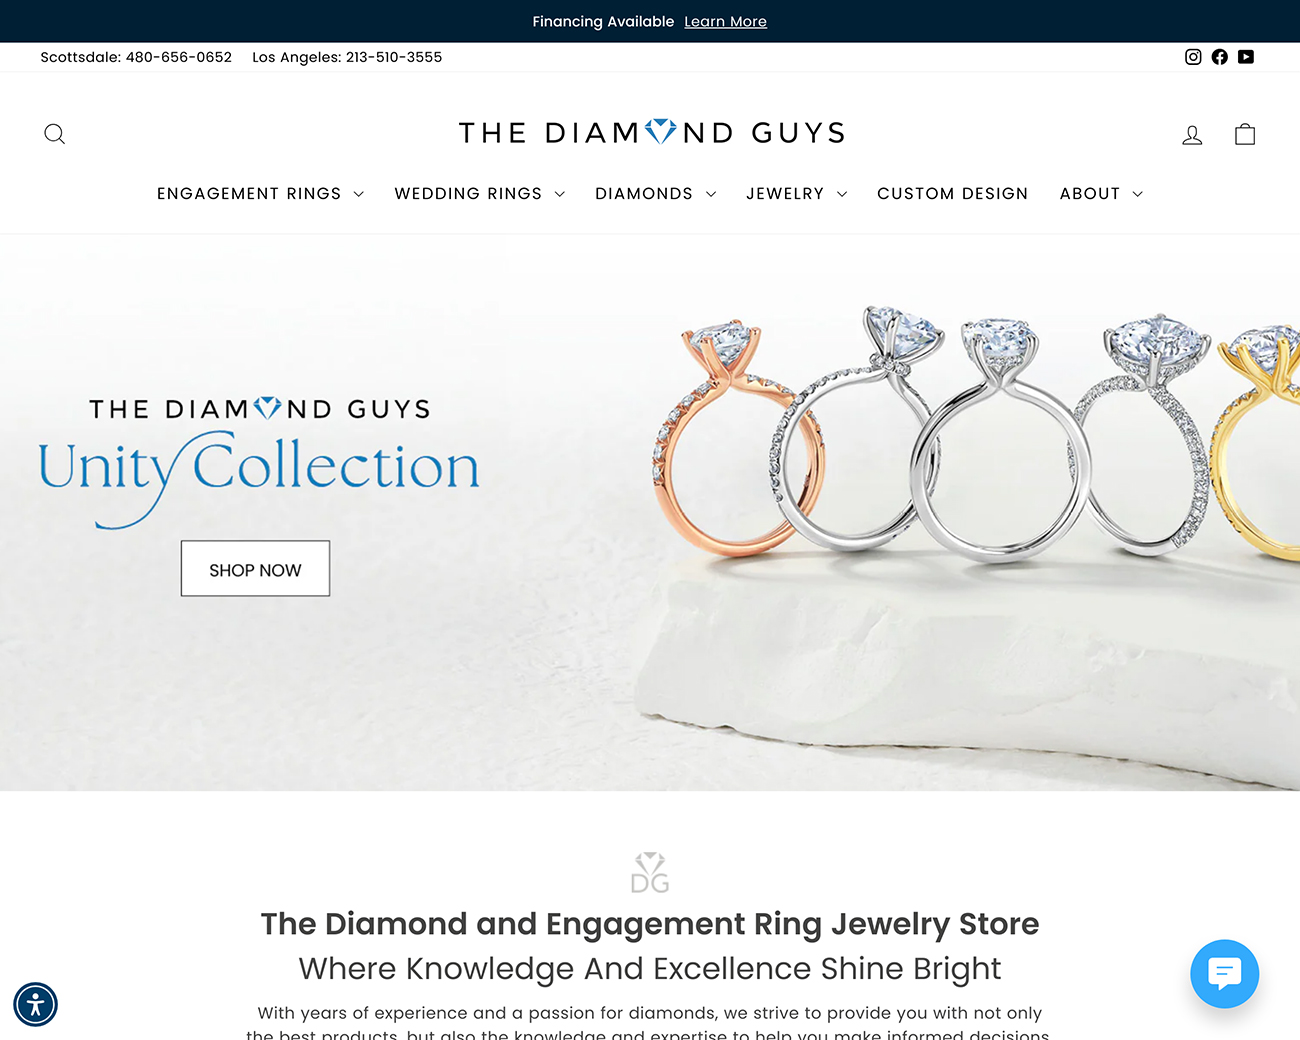 Financing Available Learn More
Scottsdale: 480-656-0652 Los Angeles: 213-510-3555
THE DIAMOND GUYS
ENGAGEMENT RINGS WEDDING RINGS DIAMONDS JEWELRY CUSTOM DESIGN ABOUT
THE DIAMOND GUYS
Unity Collection
SHOP NOW
DG
The Diamond and Engagement Ring Jewelry Store
Where Knowledge And Excellence Shine Bright
With years of experience and a passion for diamonds, we strive to provide you with not only
the best products, but also the knowledge and expertise to help you make informed decisions